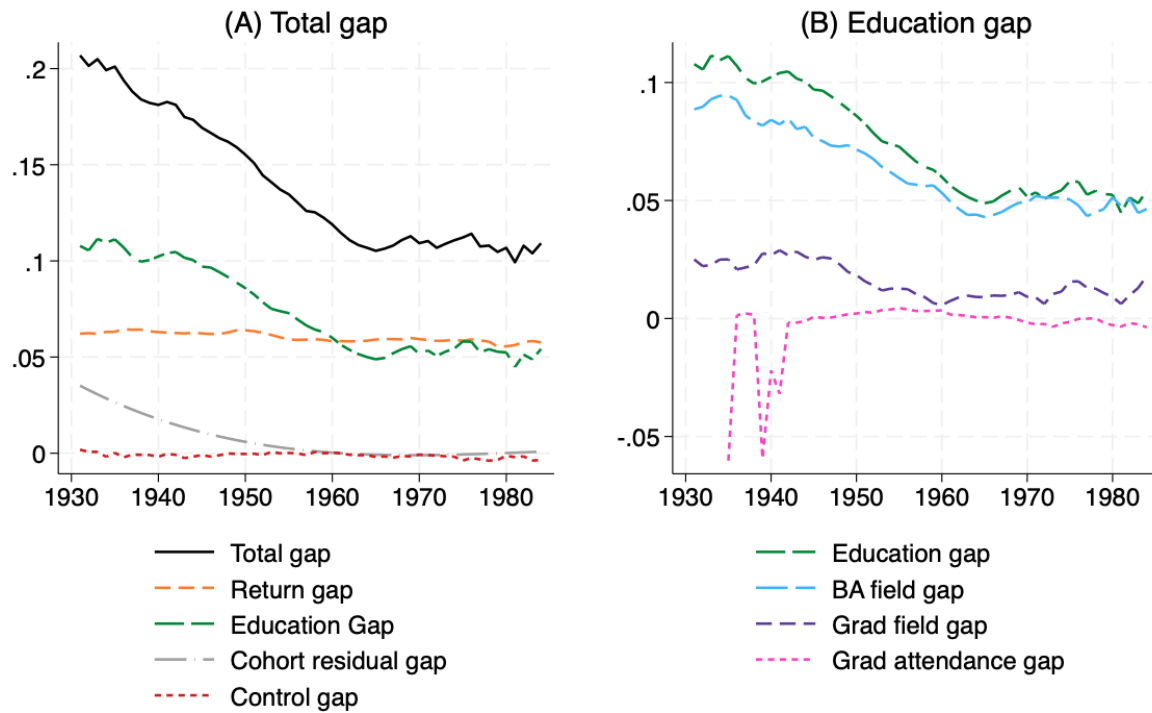 (A) Total gap
.2
.15
.1
.05
0
1930 1940 1950 1960 1970 1980
Total gap
Return gap
Education Gap
Cohort residual gap
Control gap
(B) Education gap
.1
.05
0
-.05
1930 1940 1950 1960 1970 1980
Education gap
BA field gap
Grad field gap
Grad attendance gap